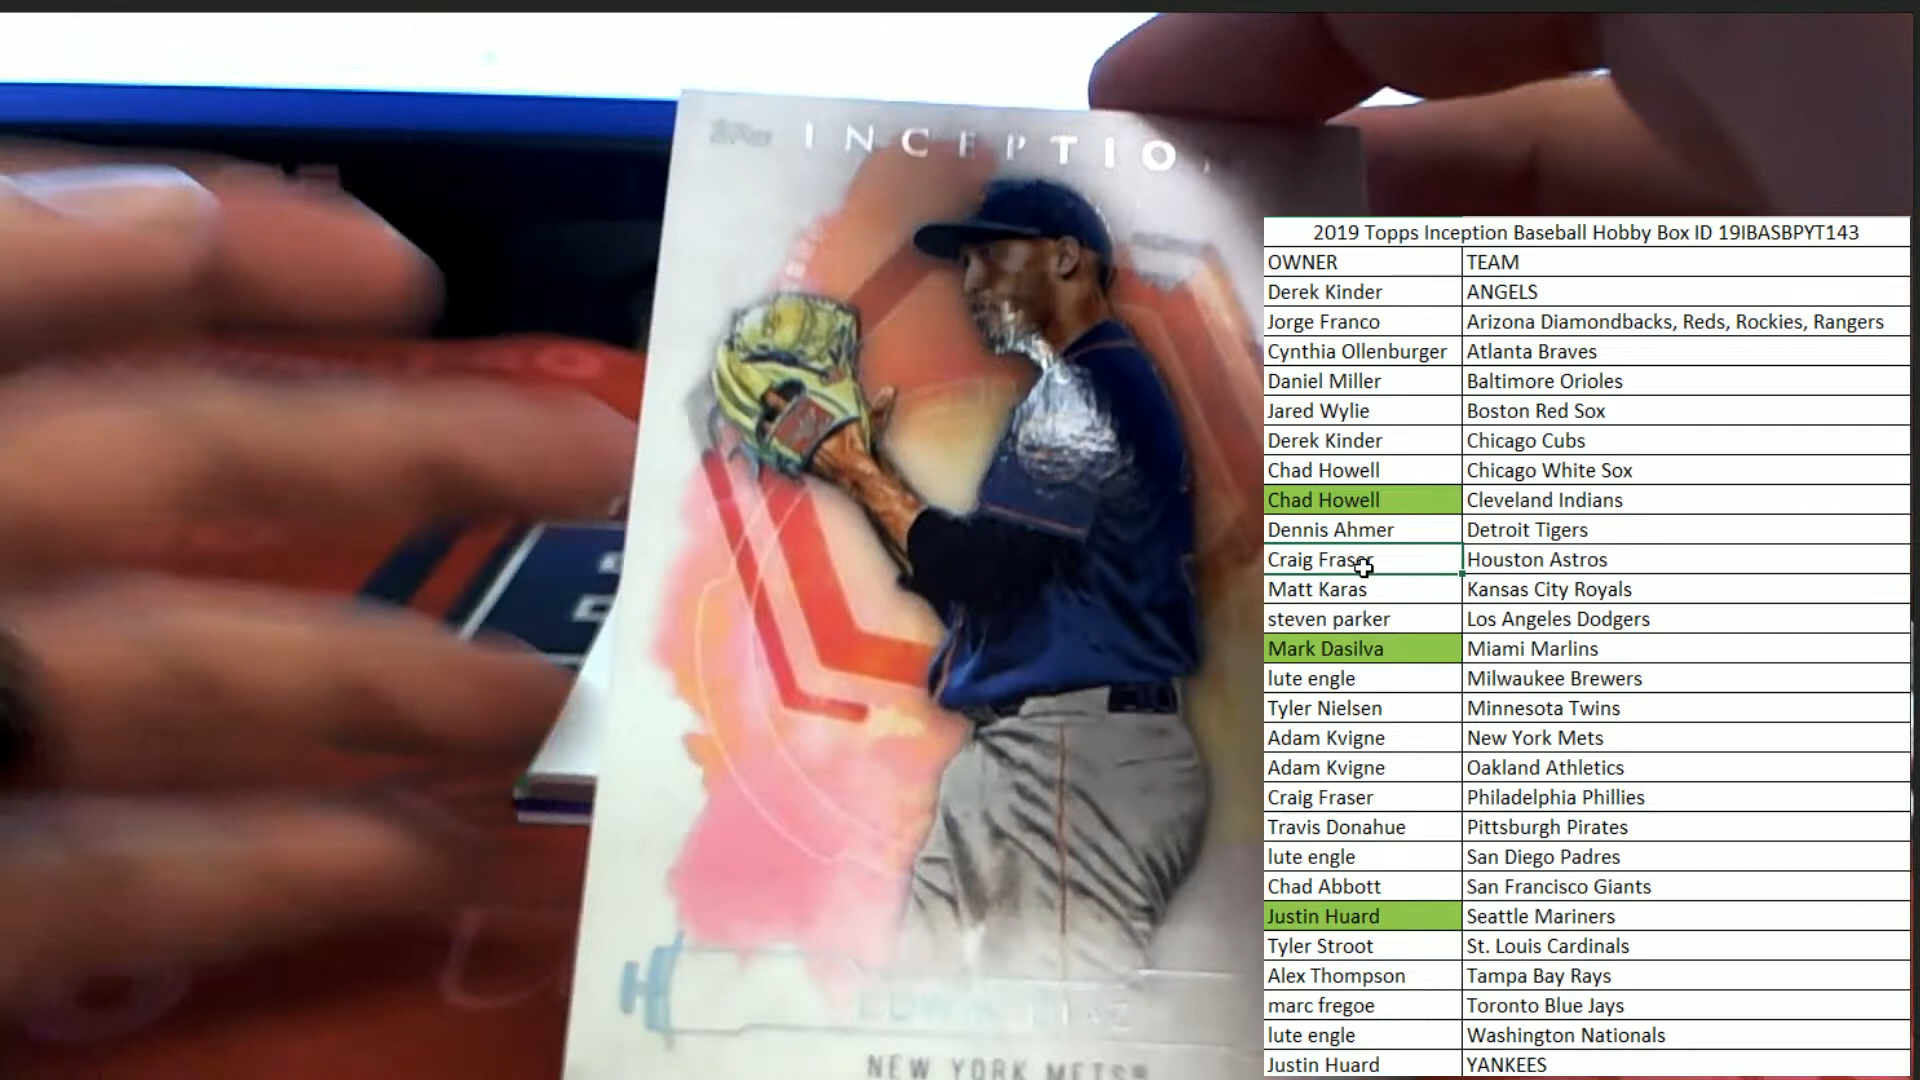 INCEPTIO
EDWIN DIAZ
NEW YORK METS®
2019 Topps Inception Baseball Hobby Box ID 19IBASBPYT143
OWNER TEAM
Derek Kinder ANGELS
Jorge Franco Arizona Diamondbacks, Reds, Rockies, Rangers
Cynthia Ollenburger Atlanta Braves
Daniel Miller Baltimore Orioles
Jared Wylie Boston Red Sox
Derek Kinder Chicago Cubs
Chad Howell Chicago White Sox
Chad Howell Cleveland Indians
Dennis Ahmer Detroit Tigers
Craig Fraser Houston Astros
Matt Karas Kansas City Royals
steven parker Los Angeles Dodgers
Mark Dasilva Miami Marlins
lute engle Milwaukee Brewers
Tyler Nielsen Minnesota Twins
Adam Kvigne New York Mets
Adam Kvigne Oakland Athletics
Craig Fraser Philadelphia Phillies
Travis Donahue Pittsburgh Pirates
lute engle San Diego Padres
Chad Abbott San Francisco Giants
Justin Huard Seattle Mariners
Tyler Stroot St. Louis Cardinals
Alex Thompson Tampa Bay Rays
marc fregoe Toronto Blue Jays
lute engle Washington Nationals
Justin Huard YANKEES